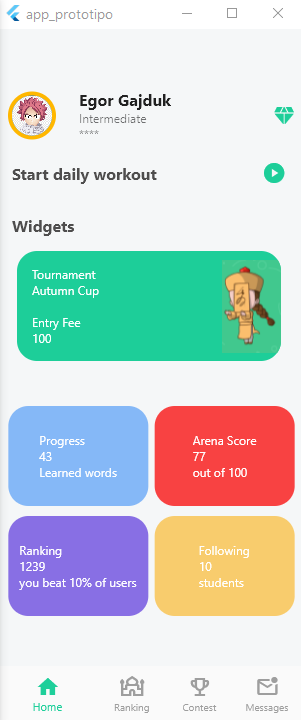 app_prototipo
Egor Gajduk
Intermediate
****
Start daily workout
Widgets
Tournament
Autumn Cup
Entry Fee
100
Progress
43
Learned words
Arena Score
77
out of 100
Ranking
1239
you beat 10% of users
Following
10
students
Home
Ranking
Contest
Messages